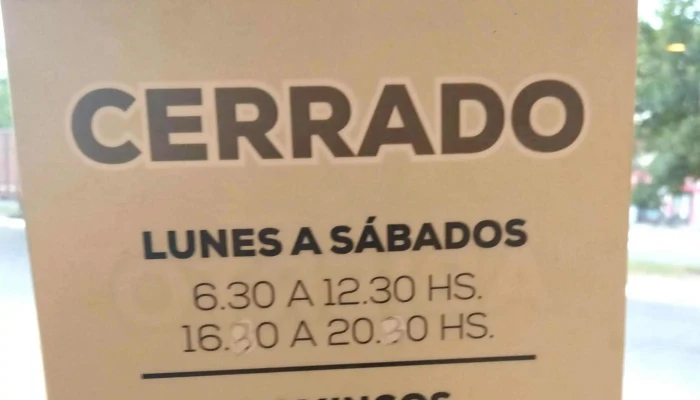 CERRADO
LUNES A SÁBADOS
6.30 A 12.30 HS.
16.30 A 20.30 HS.